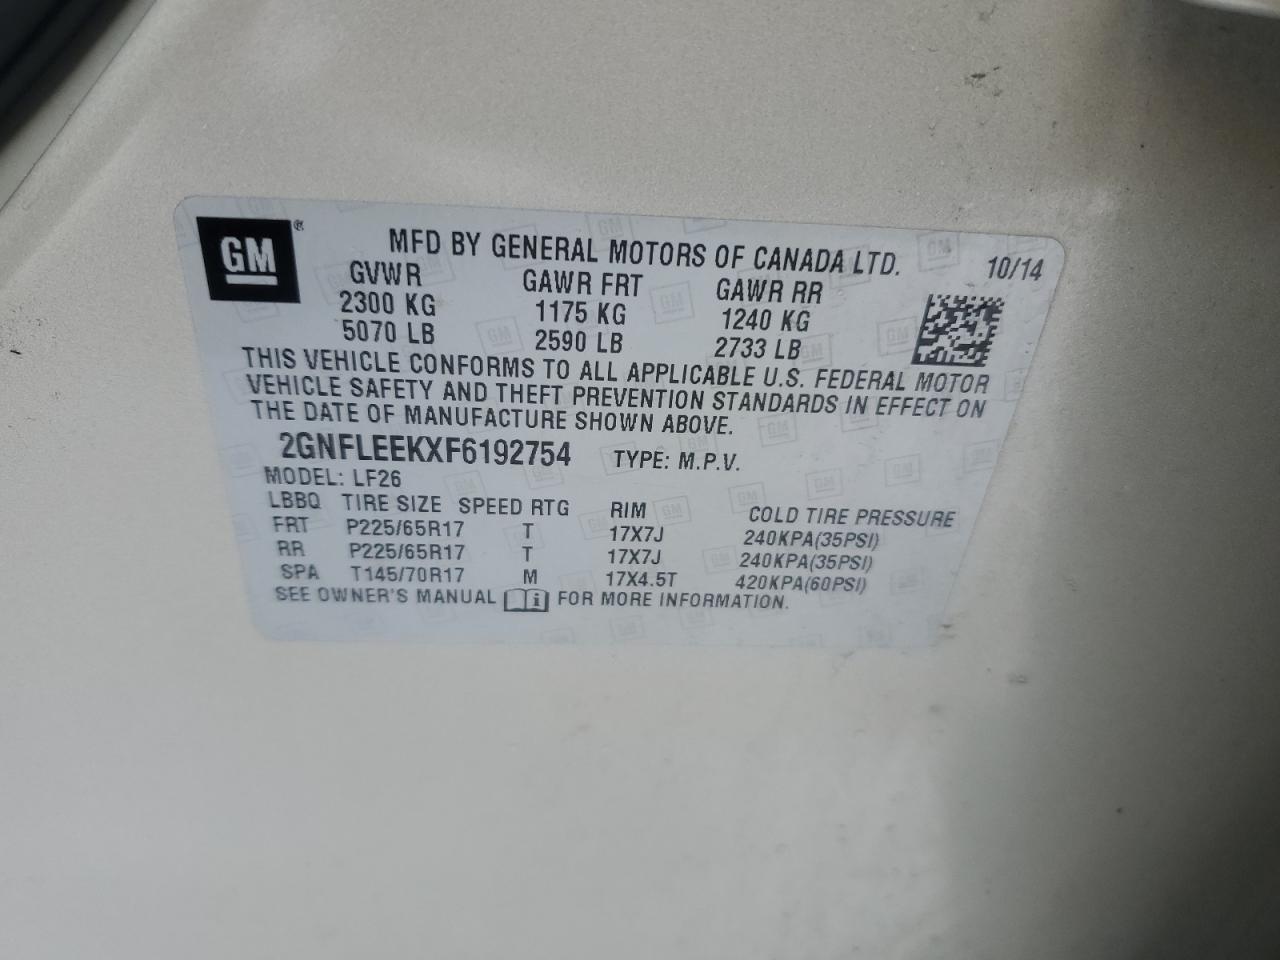 GM ®
MFD BY GENERAL MOTORS OF CANADA LTD. 10/14
GVWR GAWR FRT GAWR RR
2300 KG 1175 KG 1240 KG
5070 LB 2590 LB 2733 LB
THIS VEHICLE CONFORMS TO ALL APPLICABLE U.S. FEDERAL MOTOR
VEHICLE SAFETY AND THEFT PREVENTION STANDARDS IN EFFECT ON
THE DATE OF MANUFACTURE SHOWN ABOVE.
2GNFLEEKXF6192754 TYPE: M.P.V.
MODEL: LF26
LBBQ TIRE SIZE SPEED RTG RIM COLD TIRE PRESSURE
FRT P225/65R17 T 17X7J 240KPA(35PSI)
RR P225/65R17 T 17X7J 240KPA(35PSI)
SPA T145/70R17 M 17X4.5T 420KPA(60PSI)
SEE OWNER'S MANUAL i FOR MORE INFORMATION.